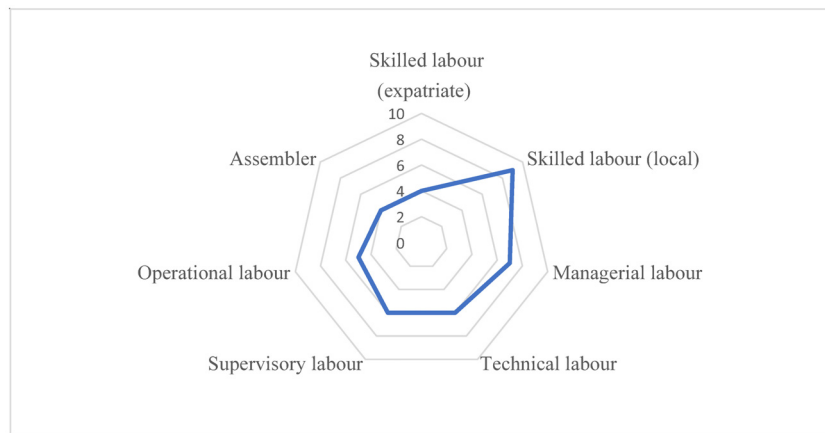 Skilled labour
(expatriate)
10
8
6
4
2
0
Assembler
Skilled labour (local)
Operational labour
Managerial labour
Supervisory labour
Technical labour